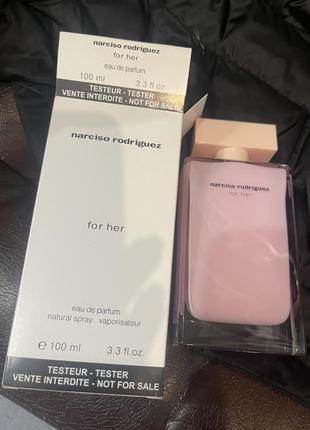 narciso rodriguez
for her
eau de parfum
100 ml 3.3 fl.oz.
TESTEUR - TESTER
VENTE INTERDITE - NOT FOR SALE
narciso rodriguez
for her
eau de parfum
natural spray . vaporisateur
e 100 ml 3.3 fl.oz.
TESTEUR - TESTER
VENTE INTERDITE - NOT FOR SALE
narciso rodriguez
for her